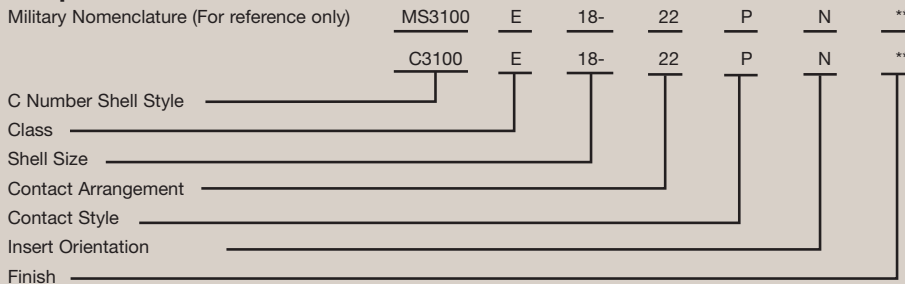 Military Nomenclature (For reference only) MS3100 E 18- 22 P N
C3100 E 18- 22 P N
C Number Shell Style
Class
Shell Size
Contact Arrangement
Contact Style
Insert Orientation
Finish